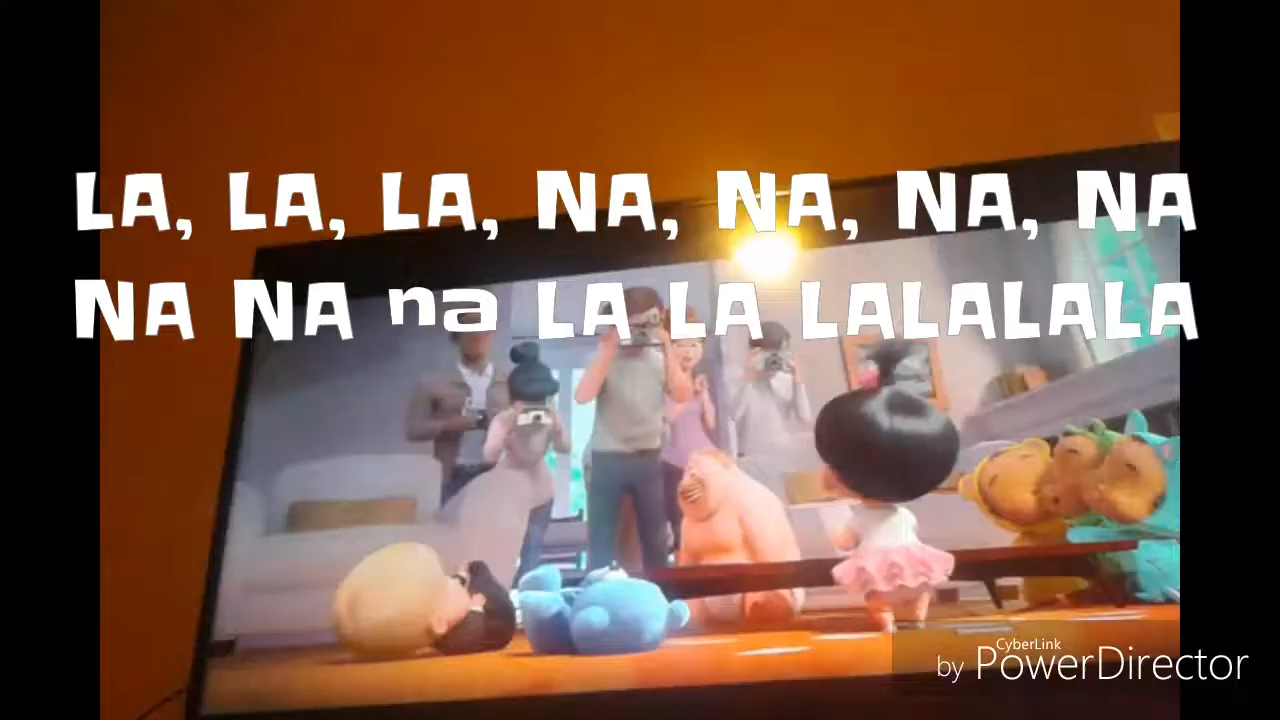 LA, LA, LA, NA, NA, NA, NA
NA NA na LA LA LALALALA
CyberLink
by PowerDirector